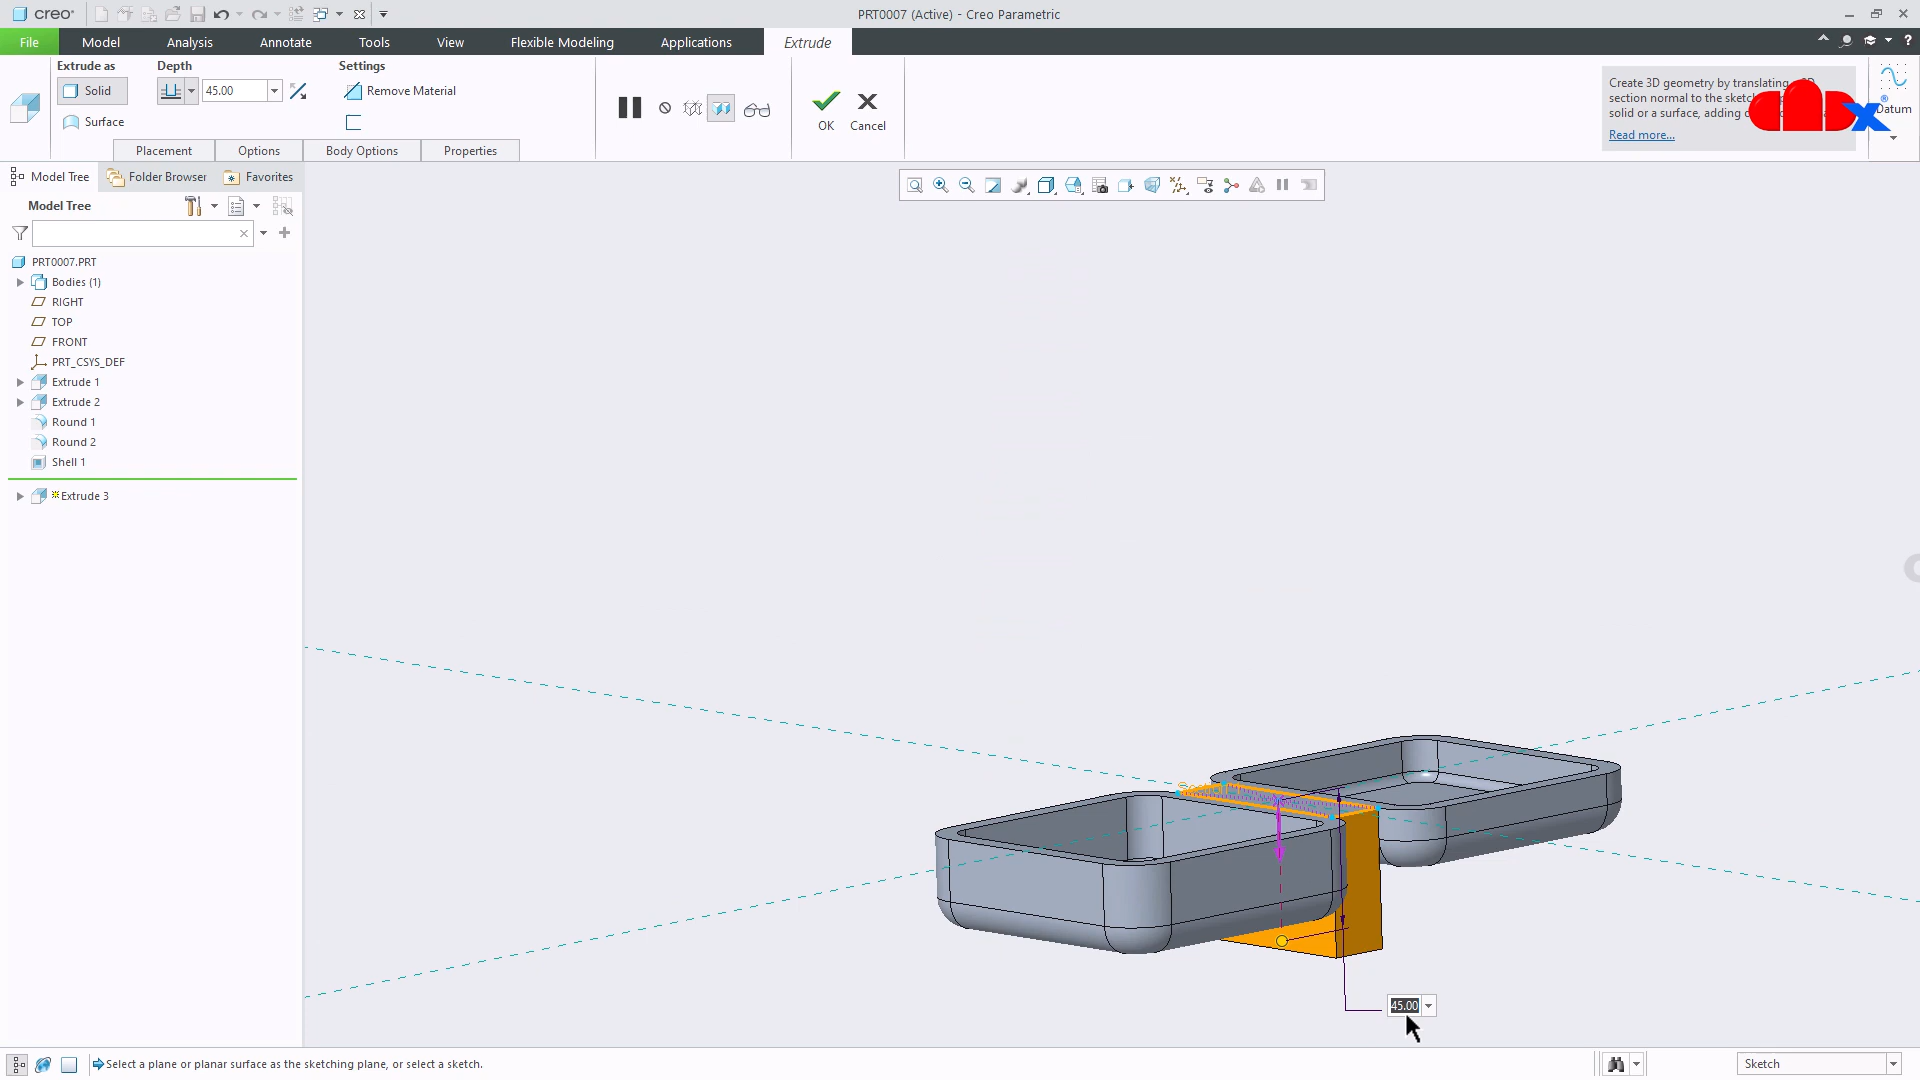 creo®
PRT0007 (Active) - Creo Parametric
File
Model
Analysis
Annotate
Tools
View
Flexible Modeling
Applications
Extrude
Extrude as
Depth
Settings
Solid
45.00
Remove Material
Surface
OK
Cancel
Create 3D geometry by translating
section normal to the
solid or a surface, adding
Read more...
x
Datum
Placement
Options
Body Options
Properties
Model Tree
Folder Browser
Favorites
Model Tree
PRT0007.PRT
Bodies (1)
RIGHT
TOP
FRONT
PRT_CSYS_DEF
Extrude 1
Extrude 2
Round 1
Round 2
Shell 1
Extrude 3
45.00
Select a plane or planar surface as the sketching plane, or select a sketch.
Sketch